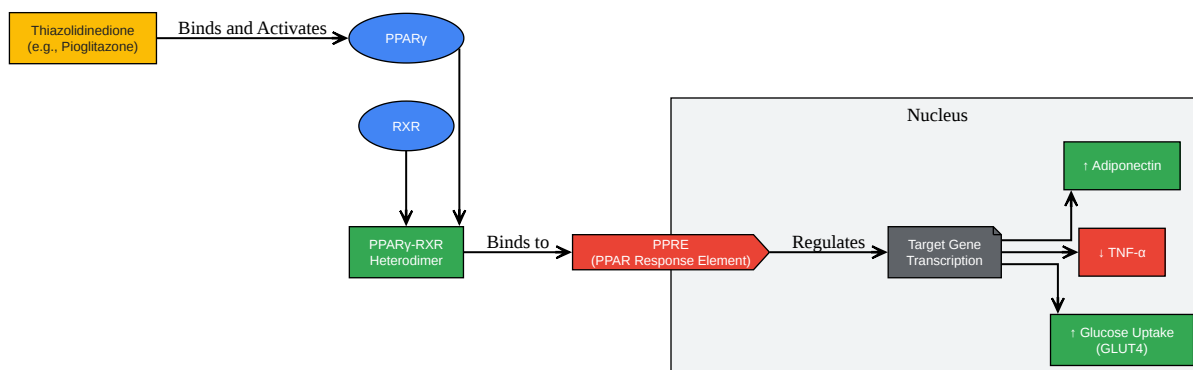 Thiazolidinedione
(e.g., Pioglitazone)
Binds and Activates
PPARγ
RXR
PPARγ-RXR
Heterodimer
Binds to
Nucleus
PPRE
(PPAR Response Element)
Regulates
Target Gene
Transcription
↑ Adiponectin
↓ TNF-α
↑ Glucose Uptake
(GLUT4)